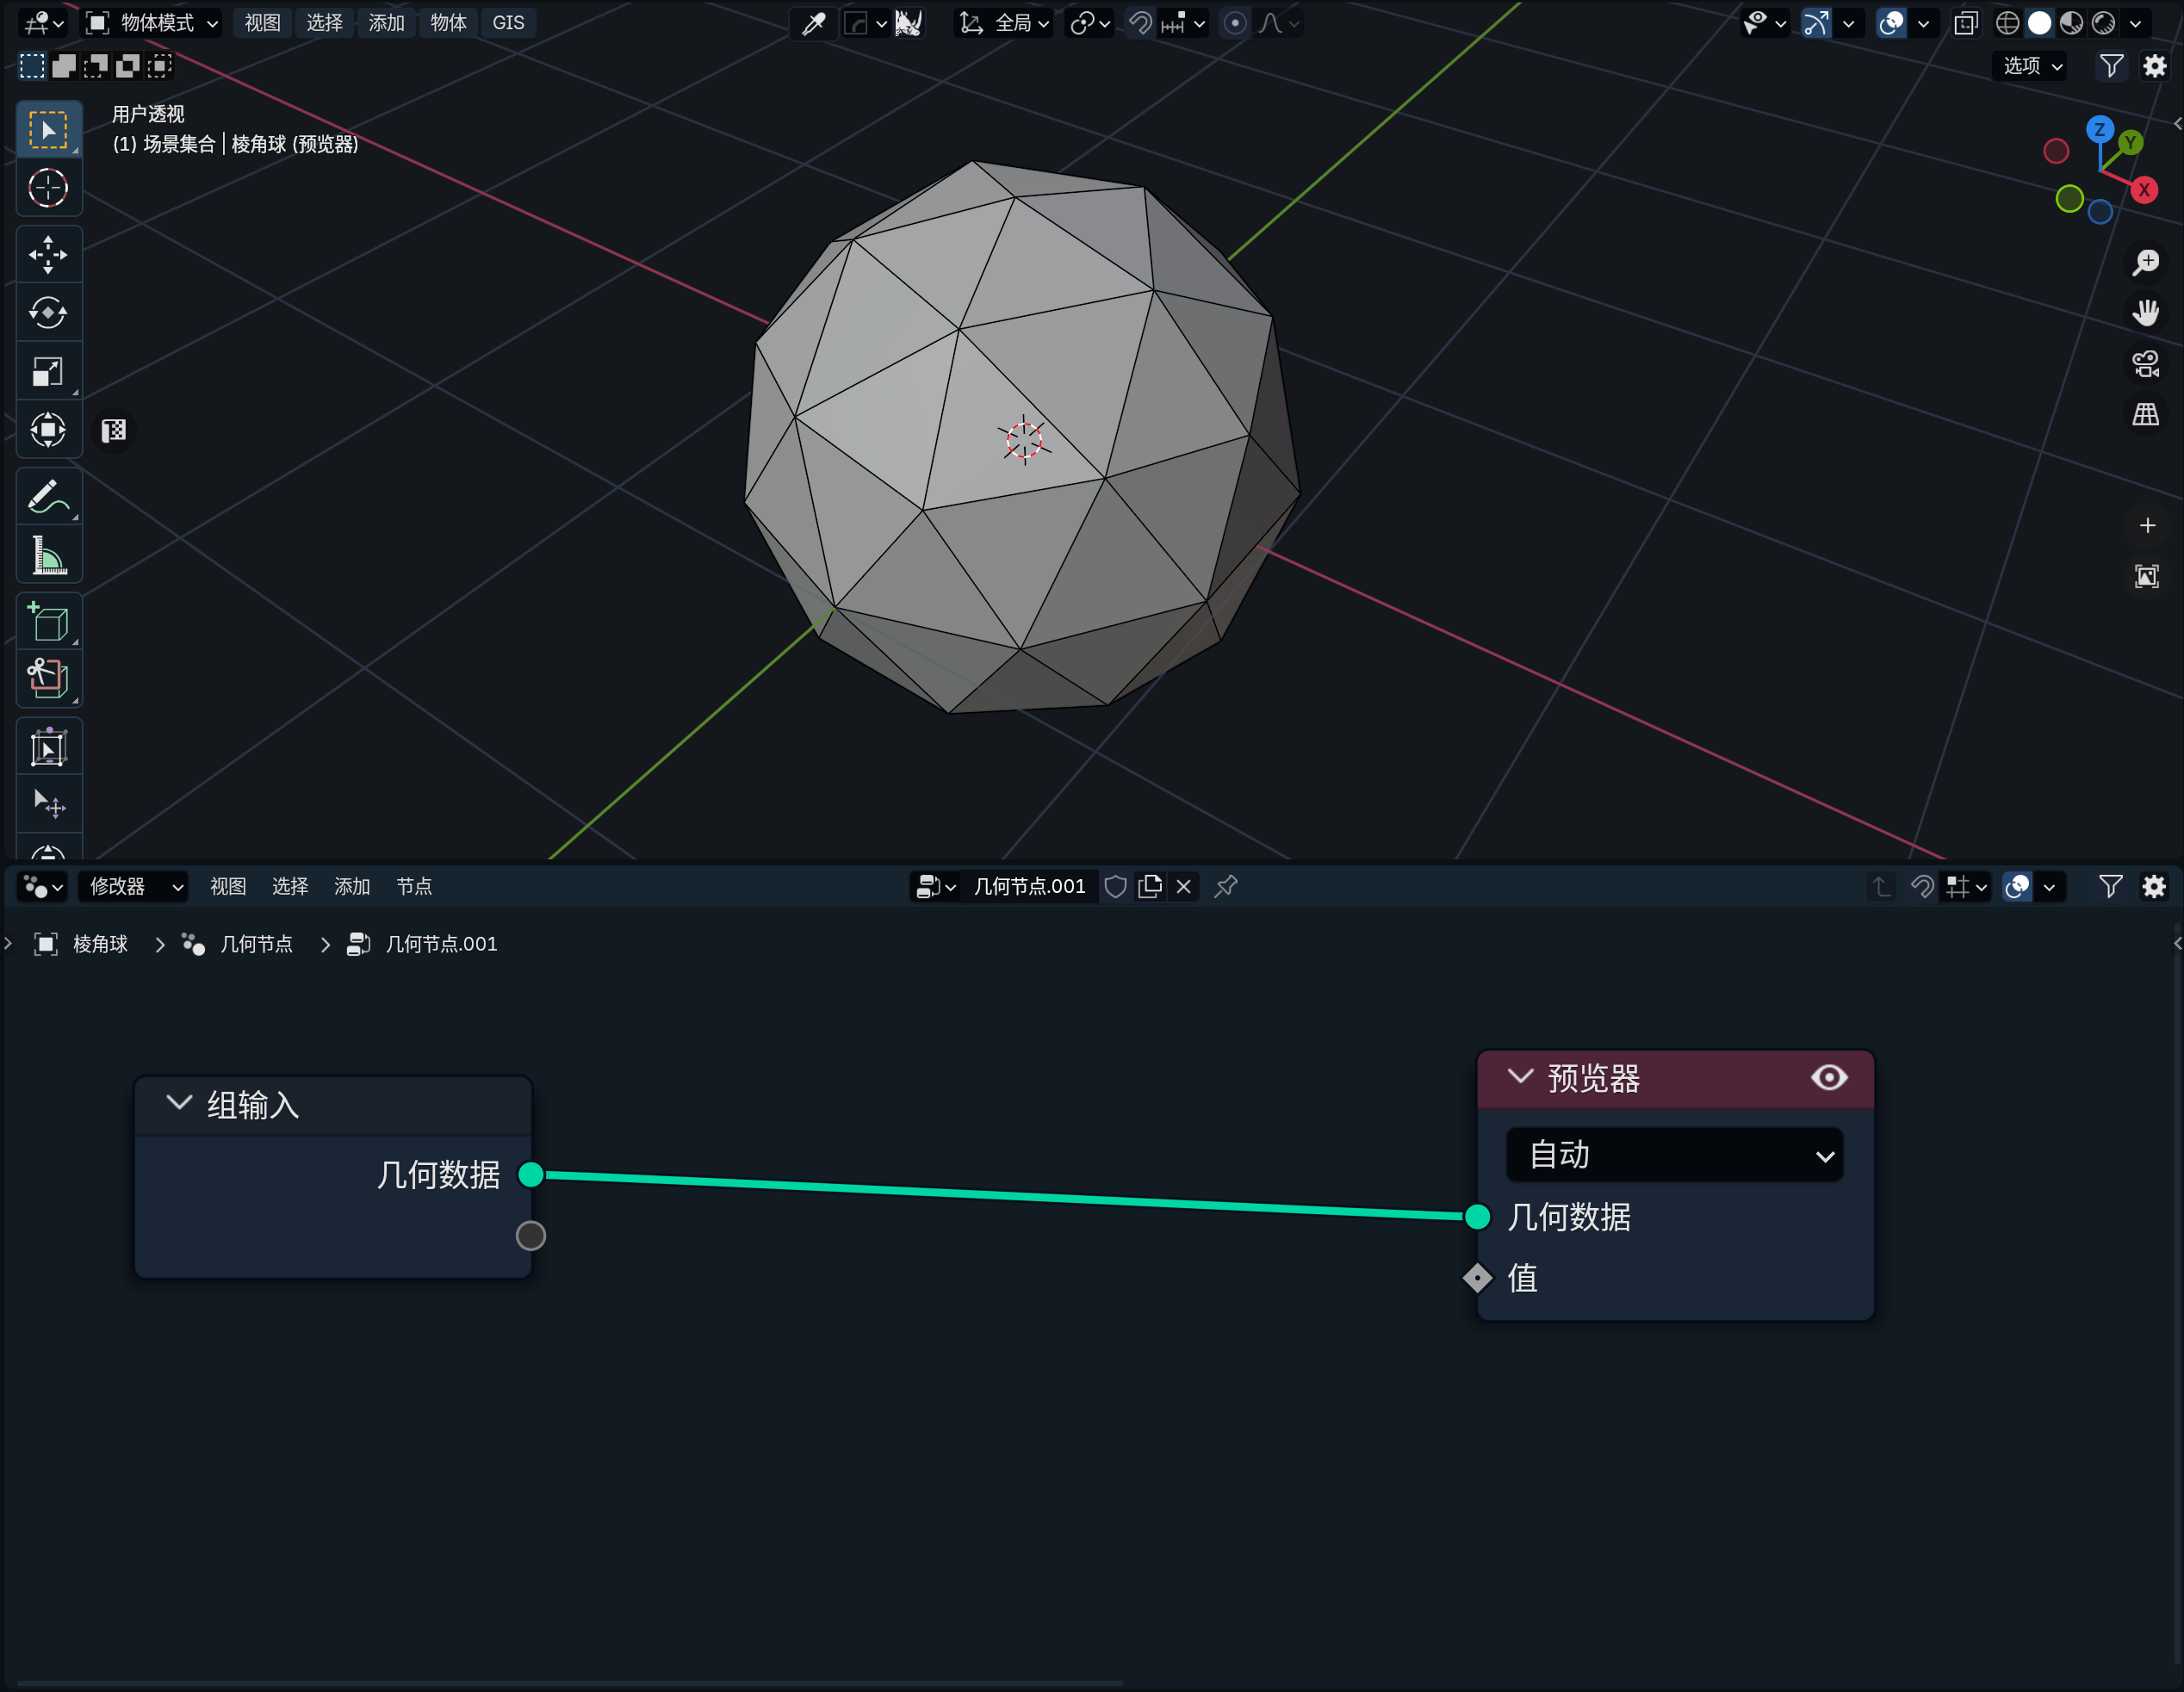 物体模式 视图 选择 添加 物体 GIS 全局
选项
用户透视
(1) 场景集合 | 棱角球 (预览器)
Z
Y
X
修改器 视图 选择 添加 节点 几何节点.001
棱角球 几何节点 几何节点.001
组输入
几何数据
预览器
自动
几何数据
值